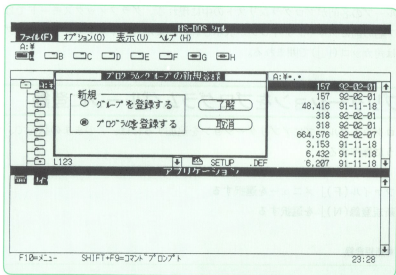 MS-DOS シェル
ファイル(F) オプション(O) 表示(V) ヘルプ(H)
A:¥
A B C D E F G H
プログラム/グループの新規登録
A:¥*.*
新規
グループを登録する
プログラムを登録する
了解
取消
157 92-02-01
157 92-02-01
48,416 91-11-18
318 92-02-01
318 92-02-01
664,576 92-02-07
3,153 91-11-18
6,432 91-11-18
L123
SETUP .DEF 6,207 91-11-18
アプリケーション
F10=メニュー SHIFT+F9=コマンドプロンプト 23:28